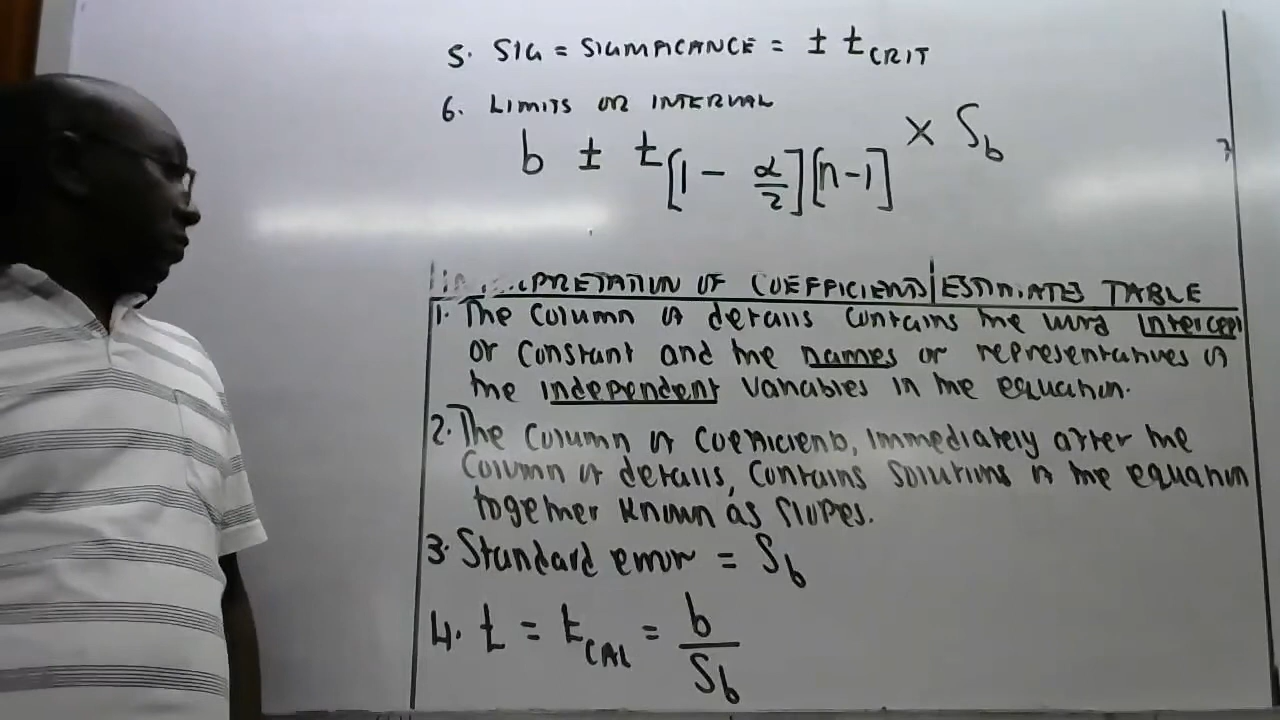 5. SIG = SIGNIFICANCE = ± t CRIT
6. LIMITS OR INTERVAL
b ± t [1 - α/2][n-1] × Sb
PRETATION OF COEFFICIENTS|ESTIMATES TABLE
1. The Column of details contains the word Intercept
or Constant and the names or representatives of
the independent variables in the equation.
2. The Column of Coefficients, immediately after the
Column of details, Contains Solutions of the equation
together known as slopes.
3. Standard error = Sb
4. t = t CAL = b/Sb